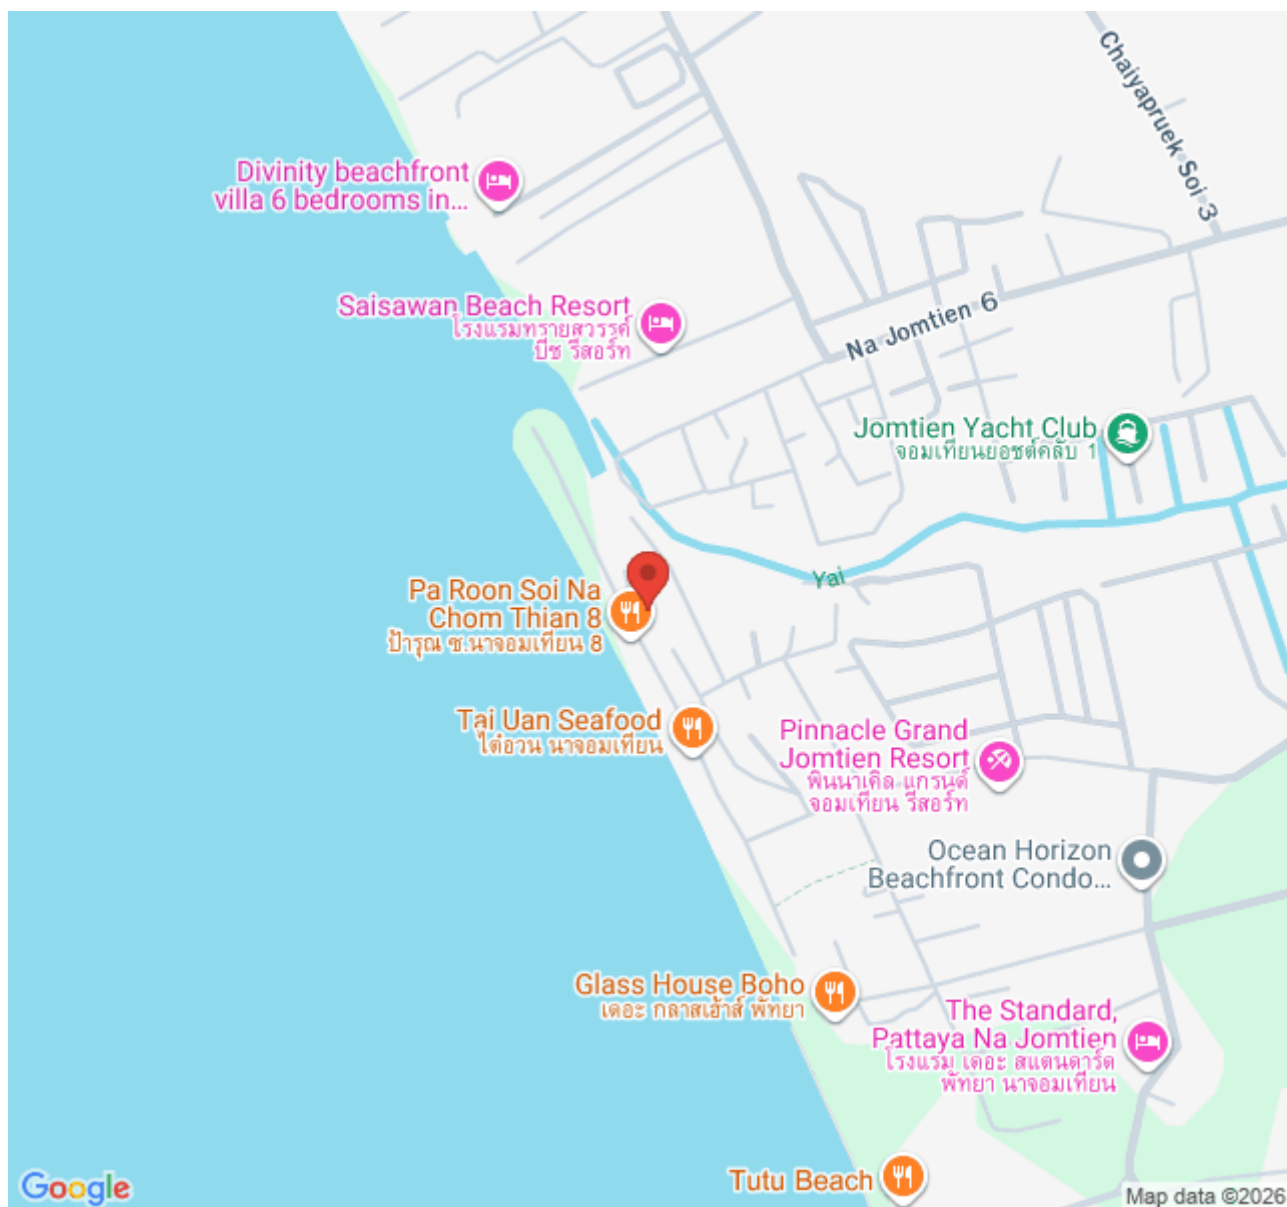 Chaiyapruek Soi 3
Divinity beachfront
villa 6 bedrooms in...
Saisawan Beach Resort
โรงแรมทรายสวรรค์
บีช รีสอร์ท
Na Jomtien 6
Jomtien Yacht Club
จอมเทียนยอชต์คลับ 1
Yai
Pa Roon Soi Na
Chom Thian 8
ป้ารุณ ซ.นาจอมเทียน 8
Tai Uan Seafood
ไต๋อวน นาจอมเทียน
Pinnacle Grand
Jomtien Resort
พินนาเคิล แกรนด์
จอมเทียน รีสอร์ท
Ocean Horizon
Beachfront Condo...
Glass House Boho
เดอะ กลาสเฮ้าส์ พัทยา
The Standard,
Pattaya Na Jomtien
โรงแรม เดอะ สแตนดาร์ด
พัทยา นาจอมเทียน
Tutu Beach
Google
Map data ©2026